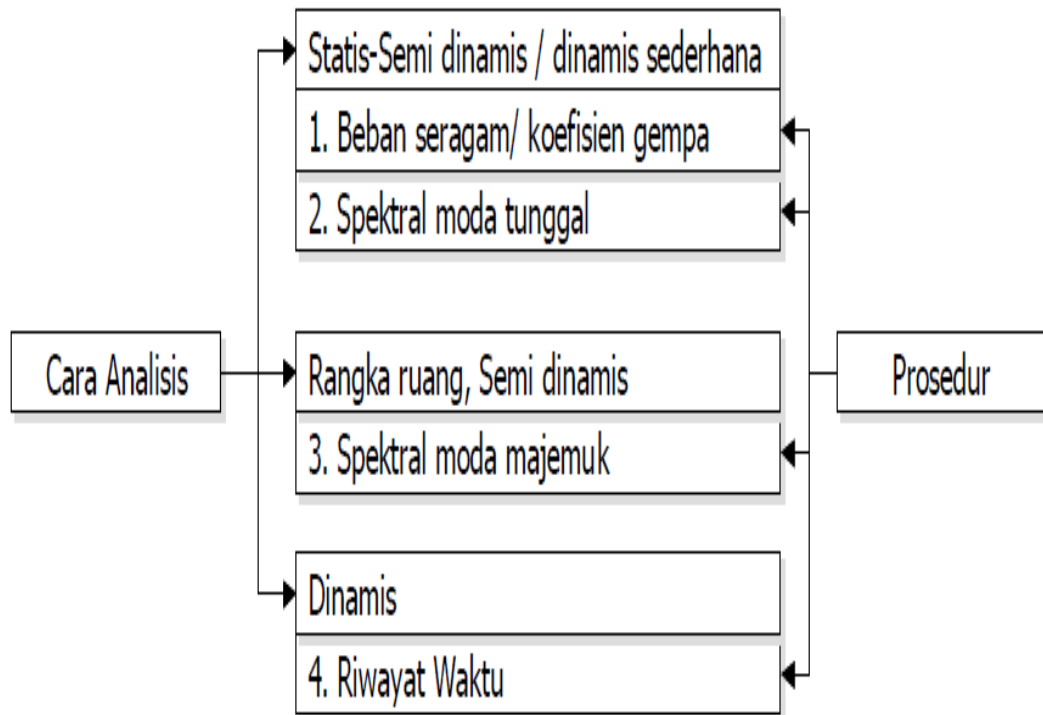 Statis-Semi dinamis / dinamis sederhana
1. Beban seragam/ koefisien gempa
2. Spektral moda tunggal
Cara Analisis
Rangka ruang, Semi dinamis
3. Spektral moda majemuk
Prosedur
Dinamis
4. Riwayat Waktu